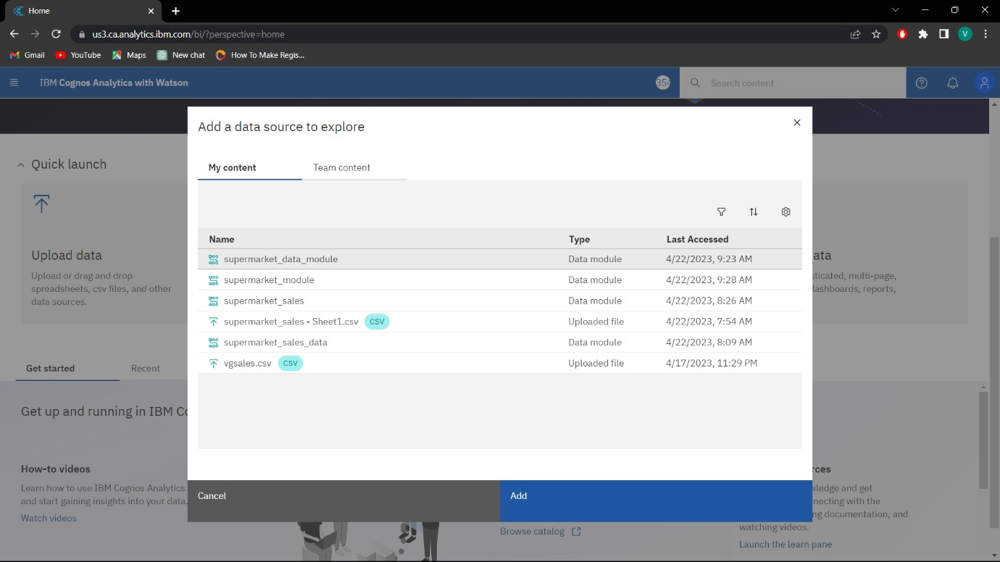 Home
us3.ca.analytics.ibm.com/bi/?perspective=home
V
Gmail YouTube Maps New chat How To Make Regis...
IBM Cognos Analytics with Watson
354
Search content
Add a data source to explore
My content Team content
Quick launch
Name Type Last Accessed
supermarket_data_module Data module 4/22/2023, 9:23 AM
supermarket_module Data module 4/22/2023, 9:28 AM
supermarket_sales Data module 4/22/2023, 8:26 AM
supermarket_sales - Sheet1.csv CSV Uploaded file 4/22/2023, 7:54 AM
supermarket_sales_data Data module 4/22/2023, 8:09 AM
vgsales.csv CSV Uploaded file 4/17/2023, 11:29 PM
Cancel Add
Upload data
Upload or drag and drop
spreadsheets, csv files, and other
data sources.
ata
sticated, multi-page,
dashboards, reports,
Get started Recent
Get up and running in IBM Co
How-to videos
Learn how to use IBM Cognos Analytics
and start gaining insights into your data.
Watch videos
Browse catalog
rces
wledge and get
nnecting with the
ng documentation, and
watching videos.
Launch the learn pane